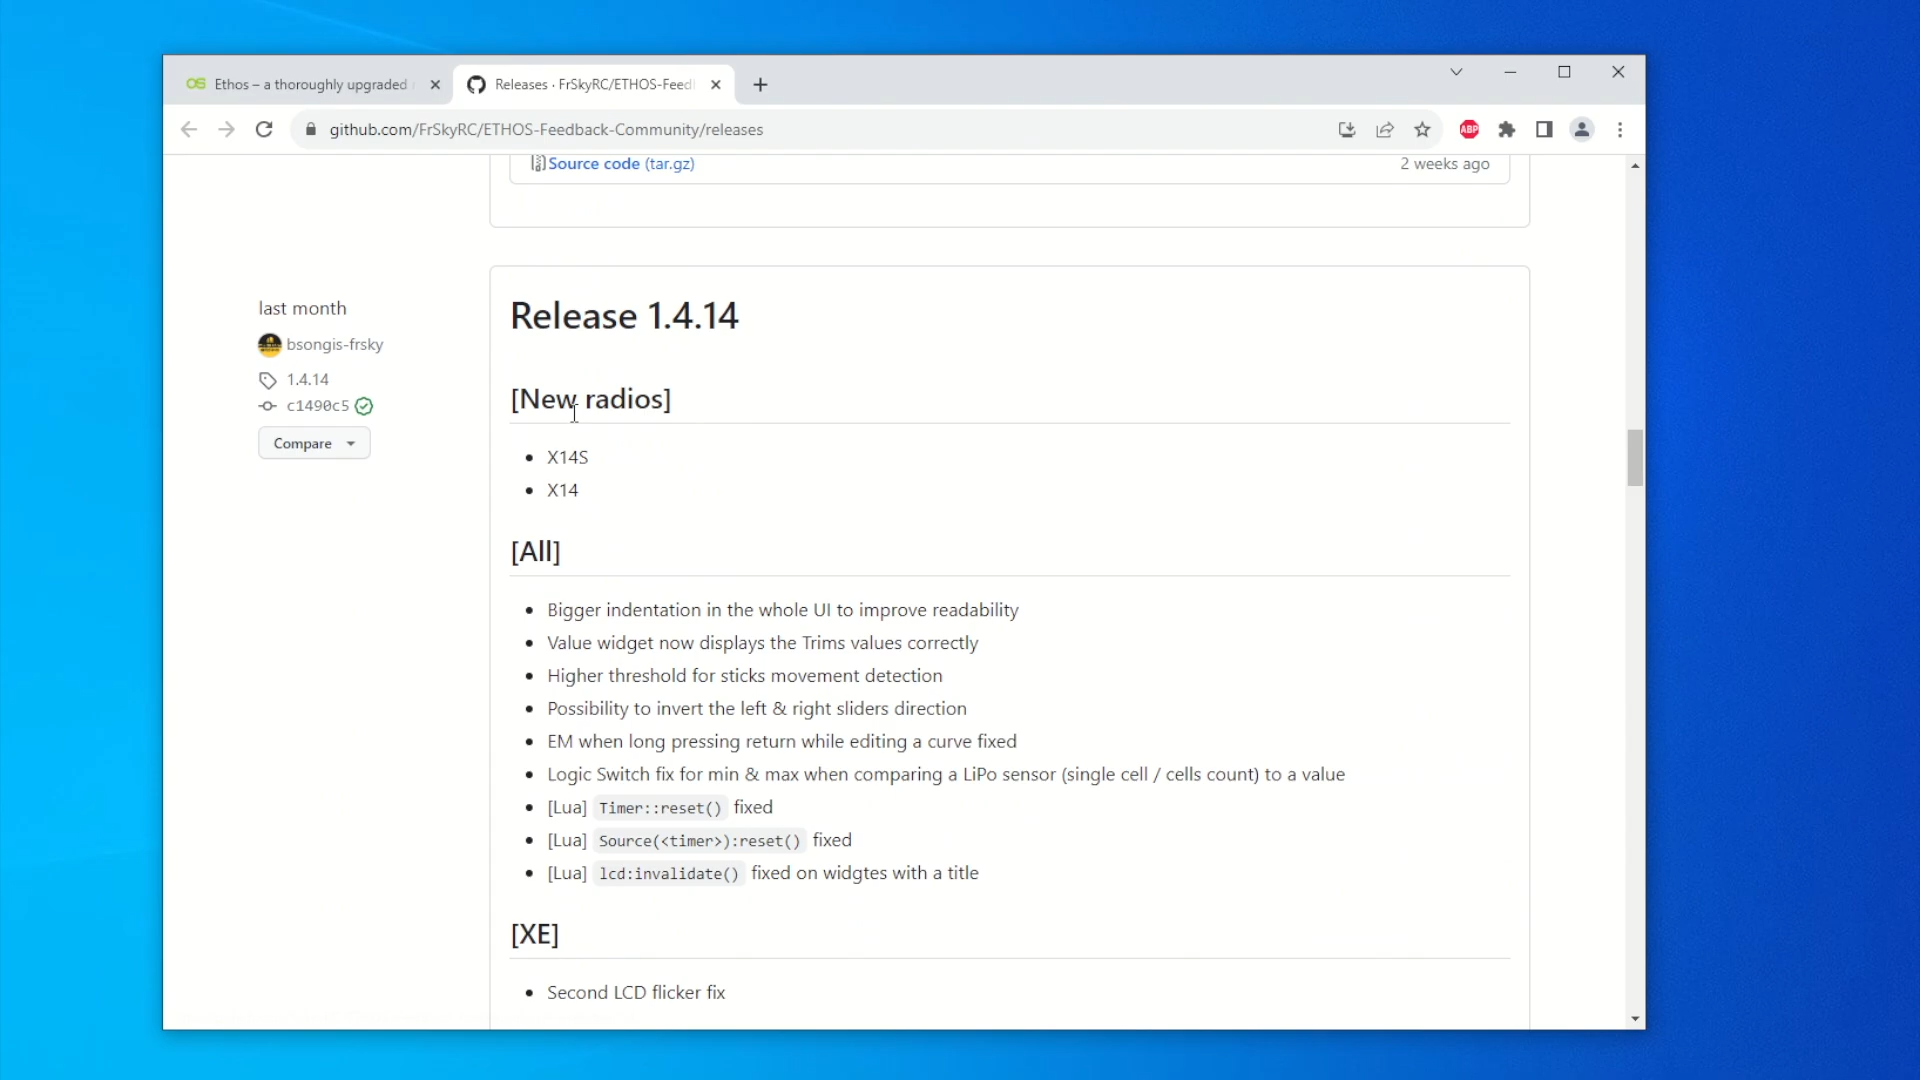 Ethos – a thoroughly upgraded
Releases · FrSkyRC/ETHOS-Feed
github.com/FrSkyRC/ETHOS-Feedback-Community/releases
ABP
Source code (tar.gz)
2 weeks ago
last month
bsongis-frsky
1.4.14
c1490c5
Compare
Release 1.4.14
[New radios]
X14S
X14
[All]
Bigger indentation in the whole UI to improve readability
Value widget now displays the Trims values correctly
Higher threshold for sticks movement detection
Possibility to invert the left & right sliders direction
EM when long pressing return while editing a curve fixed
Logic Switch fix for min & max when comparing a LiPo sensor (single cell / cells count) to a value
[Lua] Timer::reset() fixed
[Lua] Source(<timer>):reset() fixed
[Lua] lcd:invalidate() fixed on widgtes with a title
[XE]
Second LCD flicker fix